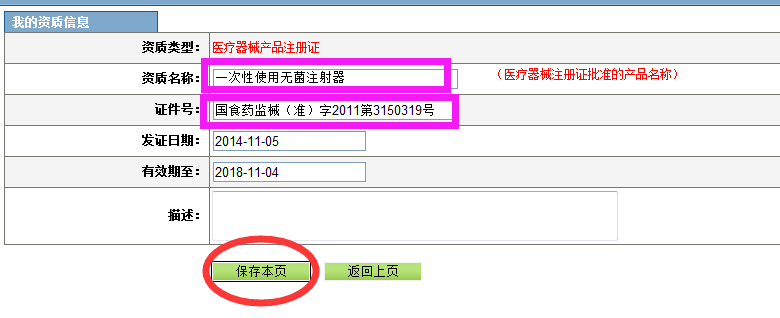 我的资质信息
资质类型： 医疗器械产品注册证
资质名称： 一次性使用无菌注射器 （医疗器械注册证批准的产品名称）
证件号： 国食药监械（准）字2011第3150319号
发证日期： 2014-11-05
有效期至： 2018-11-04
描述：
保存本页 返回上页